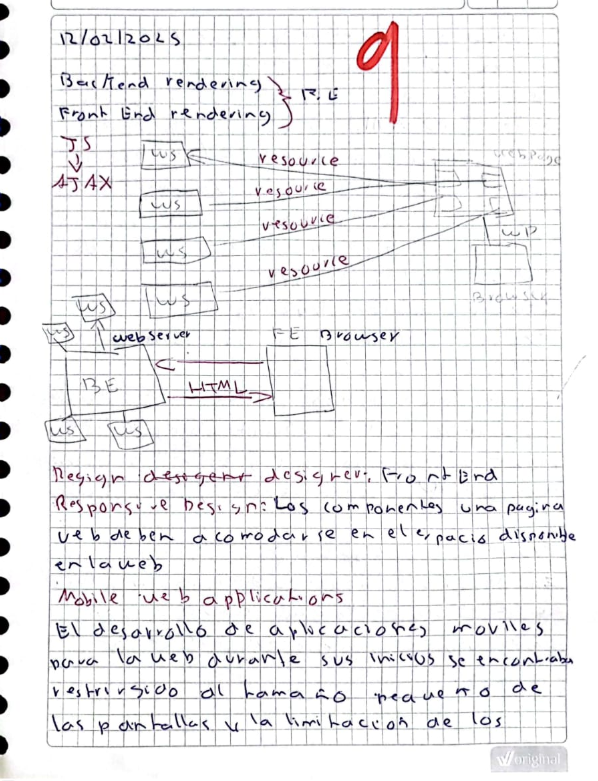 12/02/2025
9
Backend rendering
Front End rendering } R.E
JS
AJAX
WS
resource
webpage
WS
resource
WS
resource
WS
resource
WP
Browser
WS
WS
webserver
FE Browser
BE
HTML
WS
WS
Design designer: Front End
Responsive Design: Los componentes una pagina
web deben acomodarse en el espacio disponible
en la web
Mobile web applications
El desarrollo de aplicaciones moviles
para la web durante sus inicios se encontraba
al tamaño pequeño de
las pantallas y la limitacion de los
original